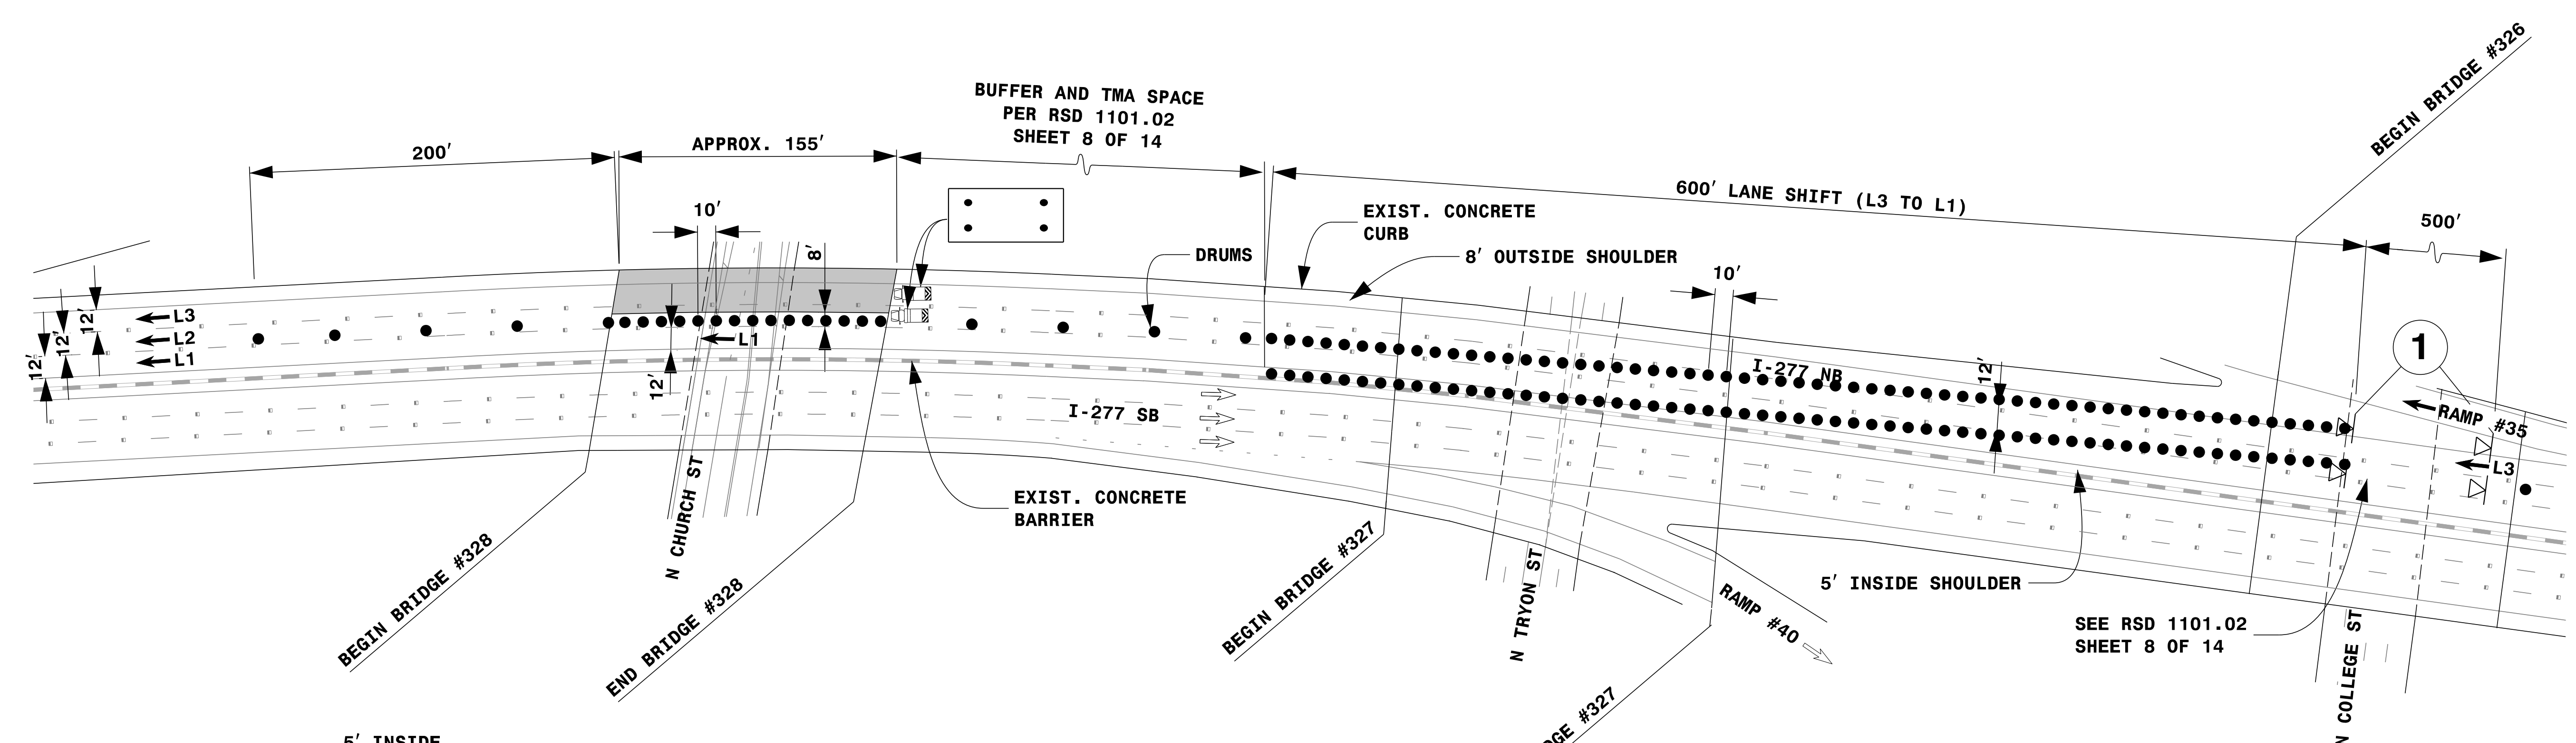 BEGIN BRIDGE #326
BUFFER AND TMA SPACE
PER RSD 1101.02
SHEET 8 OF 14
200'
APPROX. 155'
600' LANE SHIFT (L3 TO L1)
500'
10'
8'
EXIST. CONCRETE
CURB
DRUMS
8' OUTSIDE SHOULDER
10'
12'
12'
12'
L3
L2
L1
L1
12'
I-277 NB
12'
1
RAMP #35
L3
I-277 SB
N CHURCH ST
EXIST. CONCRETE
BARRIER
BEGIN BRIDGE #328
END BRIDGE #328
BEGIN BRIDGE #327
N TRYON ST
RAMP #40
5' INSIDE SHOULDER
SEE RSD 1101.02
SHEET 8 OF 14
N COLLEGE ST
DGE #327
5' INSIDE